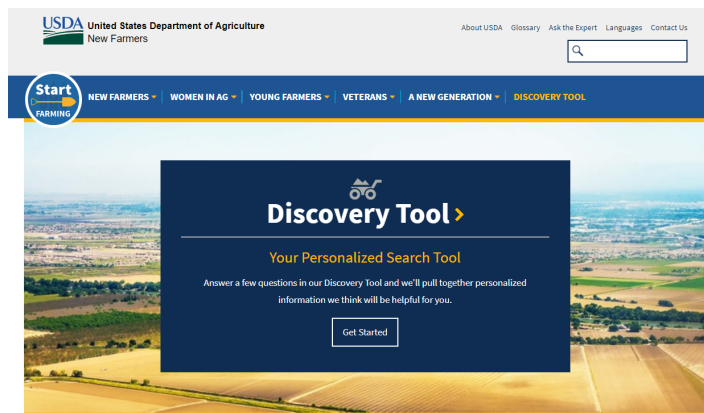 USDA United States Department of Agriculture
New Farmers
About USDA Glossary Ask the Expert Languages Contact Us
Start
FARMING
NEW FARMERS WOMEN IN AG YOUNG FARMERS VETERANS A NEW GENERATION DISCOVERY TOOL
Discovery Tool >
Your Personalized Search Tool
Answer a few questions in our Discovery Tool and we'll pull together personalized
information we think will be helpful for you.
Get Started